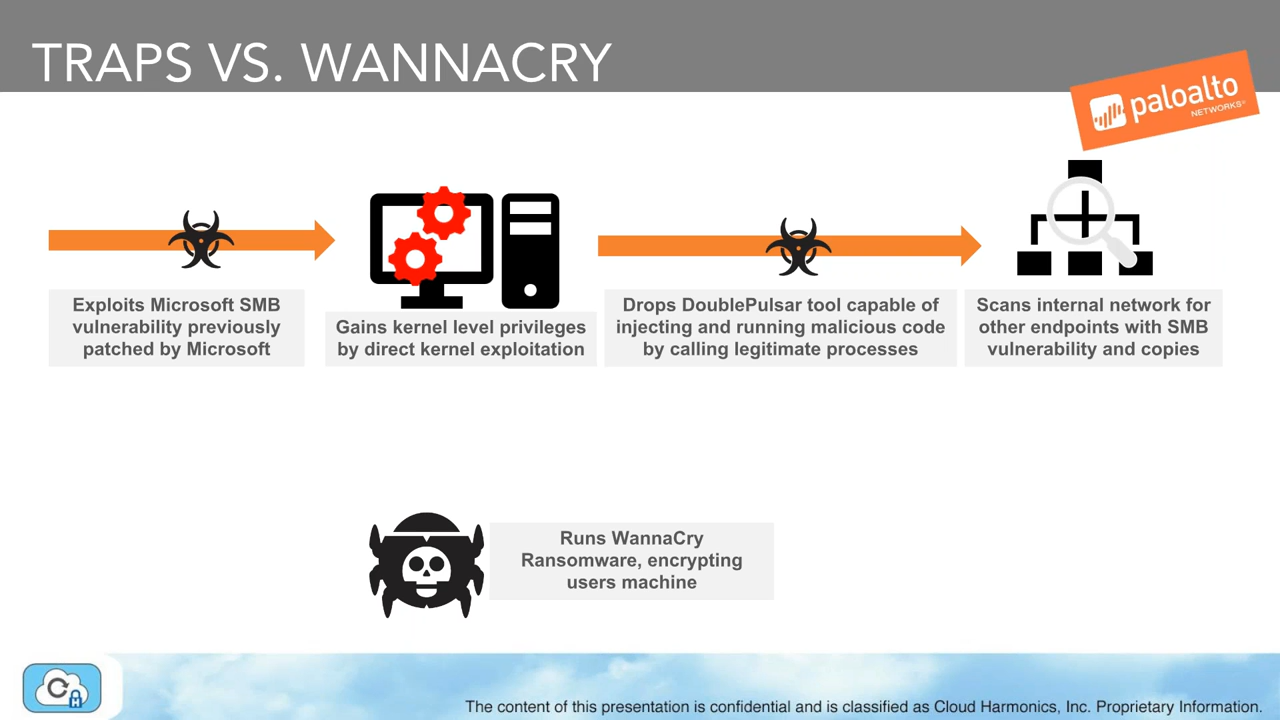 TRAPS VS. WANNACRY
paloalto
NETWORKS®
Exploits Microsoft SMB
vulnerability previously
patched by Microsoft
Gains kernel level privileges
by direct kernel exploitation
Drops DoublePulsar tool capable of
injecting and running malicious code
by calling legitimate processes
Scans internal network for
other endpoints with SMB
vulnerability and copies
Runs WannaCry
Ransomware, encrypting
users machine
H
The content of this presentation is confidential and is classified as Cloud Harmonics, Inc. Proprietary Information.